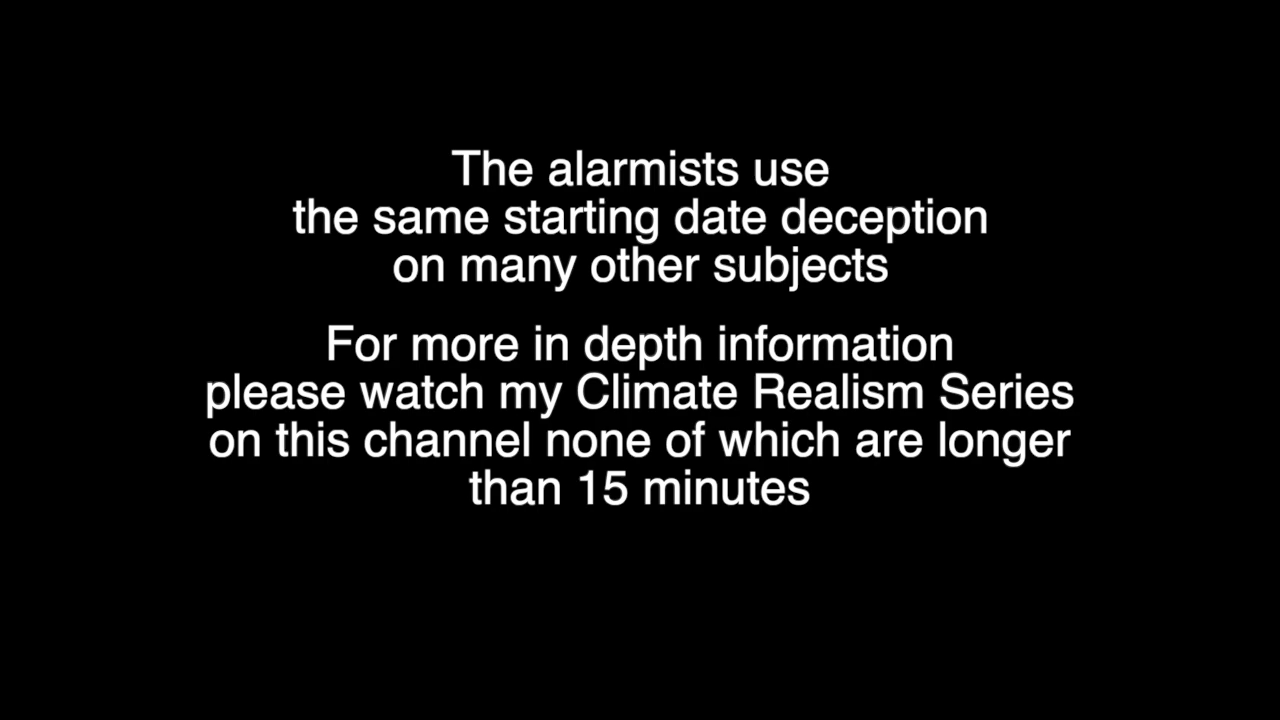 The alarmists use
the same starting date deception
on many other subjects
For more in depth information
please watch my Climate Realism Series
on this channel none of which are longer
than 15 minutes